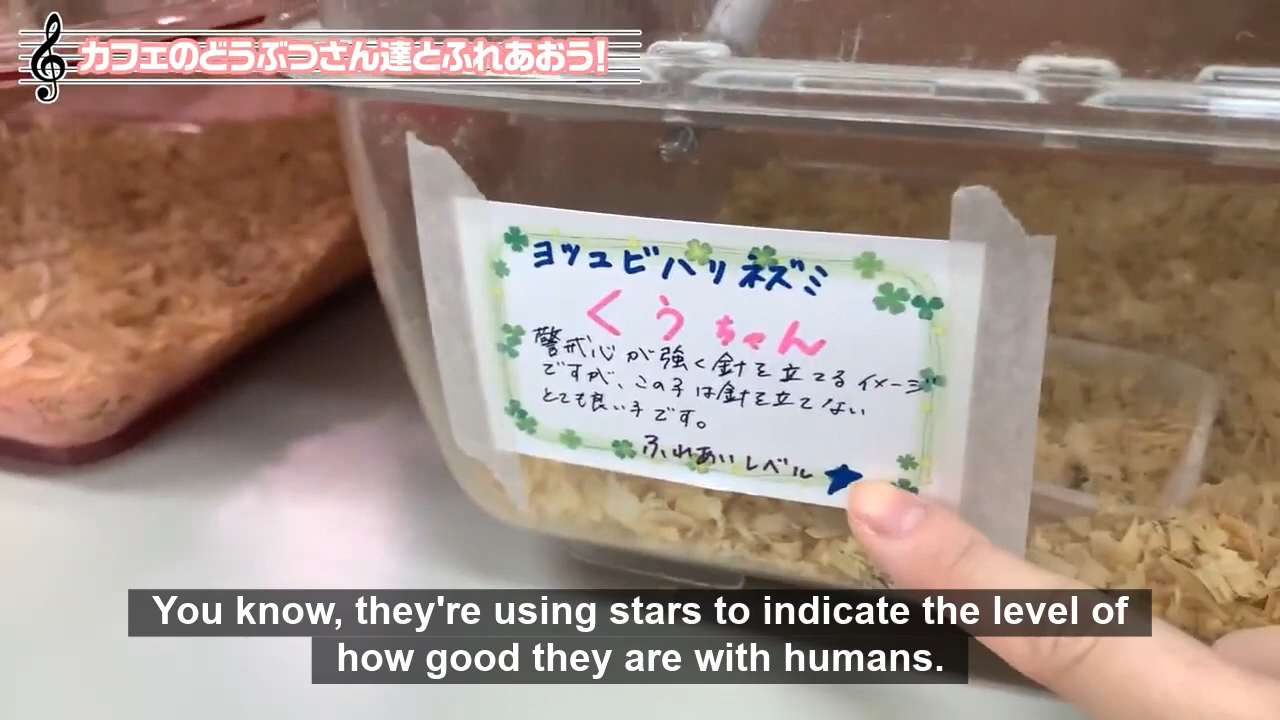 カフェのどうぶつさん達とふれあおう!
ヨツユビハリネズミ
くぅちゃん
警戒心が強く針を立てるイメージ
ですが、この子は針を立てない
とても良い子です。
ふれあいレベル ★
You know, they're using stars to indicate the level of
how good they are with humans.